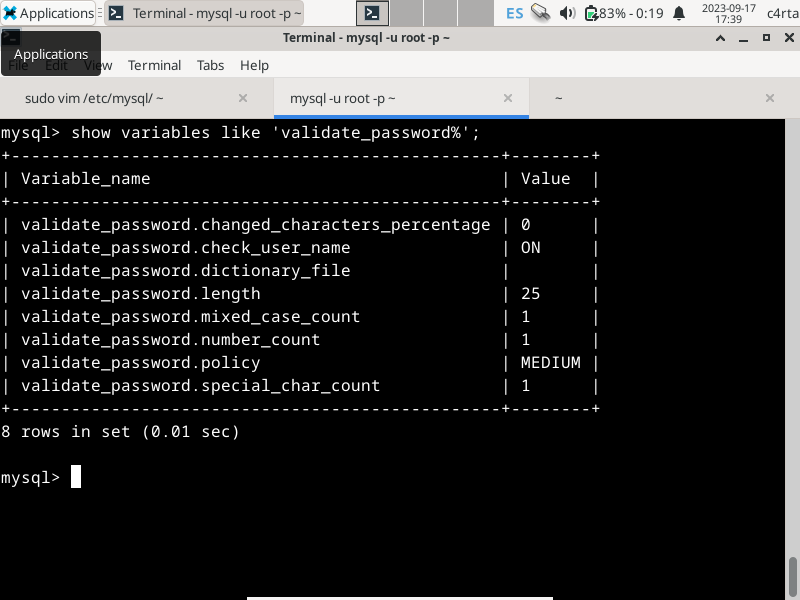 Applications
Terminal - mysql -u root -p ~
ES
83% - 0:19
2023-09-17
17:39
c4rta
Terminal - mysql -u root -p ~
Applications
File Edit View Terminal Tabs Help
sudo vim /etc/mysql/ ~
mysql -u root -p ~
~
mysql> show variables like 'validate_password%';
+-------------------------------------------------+--------+
| Variable_name                                   | Value  |
+-------------------------------------------------+--------+
| validate_password.changed_characters_percentage | 0      |
| validate_password.check_user_name               | ON     |
| validate_password.dictionary_file               |        |
| validate_password.length                        | 25     |
| validate_password.mixed_case_count              | 1      |
| validate_password.number_count                  | 1      |
| validate_password.policy                        | MEDIUM |
| validate_password.special_char_count            | 1      |
+-------------------------------------------------+--------+
8 rows in set (0.01 sec)
mysql>